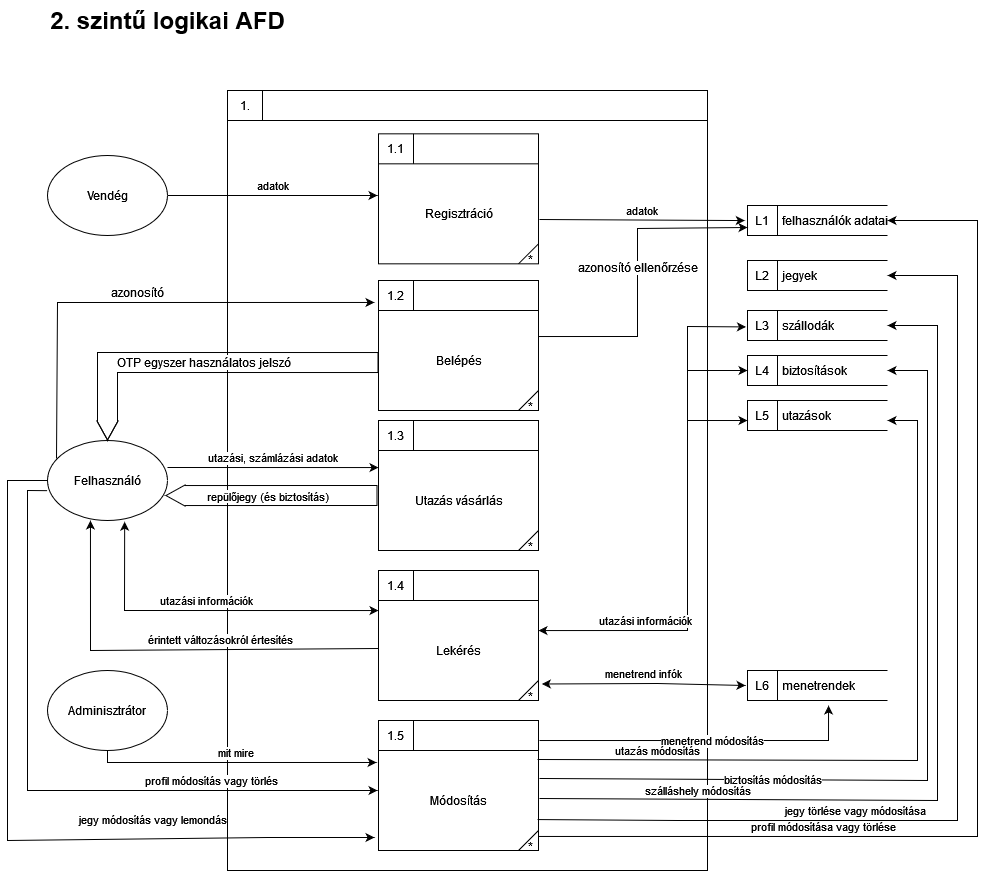 2. szintű logikai AFD
1.
1.1
Vendég
adatok
Regisztráció
*
adatok
L1
felhasználók adatai
azonosító ellenőrzése
L2
jegyek
azonosító
1.2
L3
szállodák
OTP egyszer használatos jelszó
Belépés
*
L4
biztosítások
L5
utazások
1.3
Felhasználó
utazási, számlázási adatok
repülőjegy (és biztosítás)
Utazás vásárlás
*
1.4
utazási információk
utazási információk
érintett változásokról értesítés
Lekérés
*
menetrend infók
L6
menetrendek
Adminisztrátor
1.5
mit mire
menetrend módosítás
utazás módosítás
profil módosítás vagy törlés
biztosítás módosítás
szálláshely módosítás
Módosítás
*
jegy módosítás vagy lemondás
jegy törlése vagy módosítása
profil módosítása vagy törlése